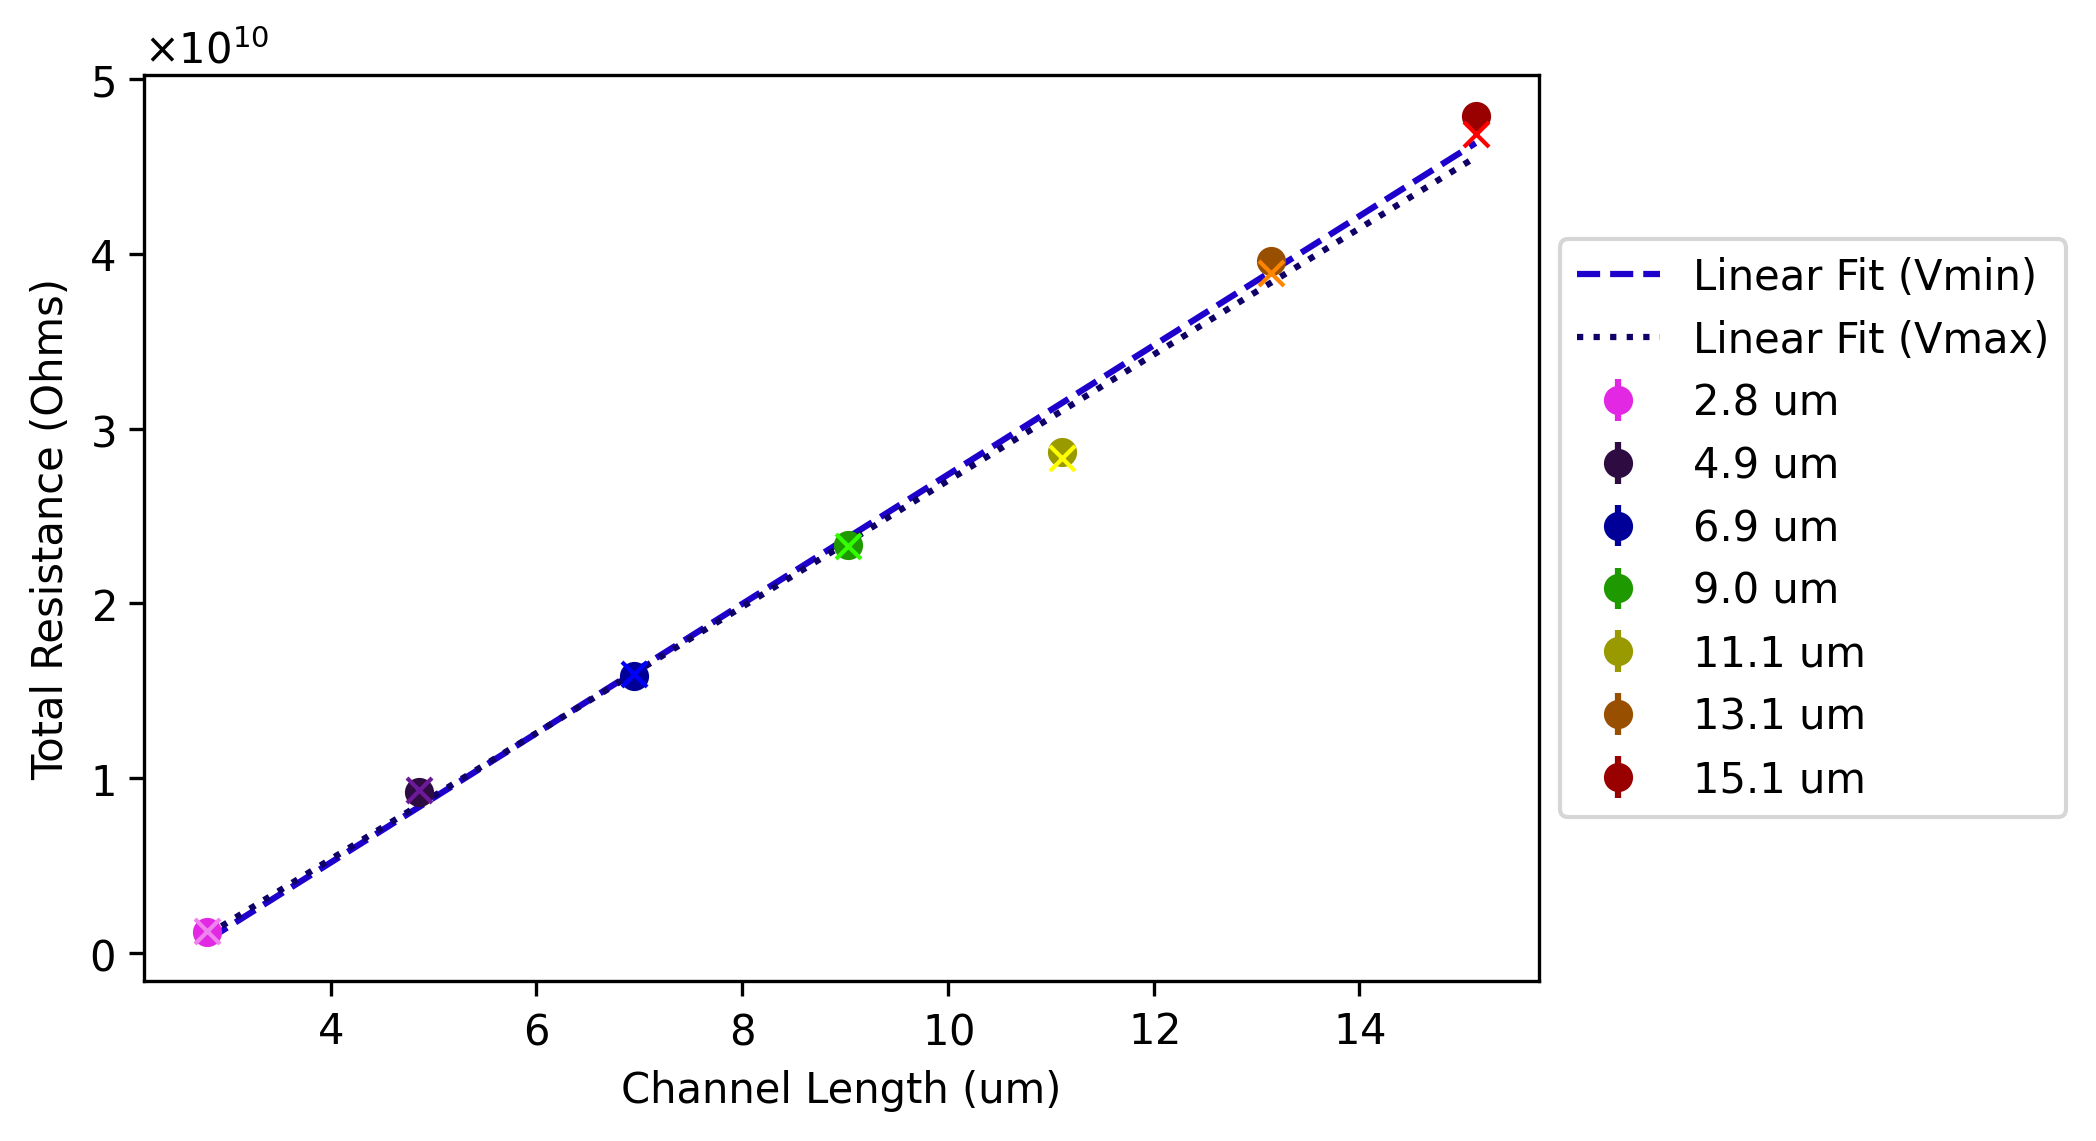 ×10¹⁰
5
4
3
2
1
0
Total Resistance (Ohms)
4 6 8 10 12 14
Channel Length (um)
Linear Fit (Vmin)
Linear Fit (Vmax)
2.8 um
4.9 um
6.9 um
9.0 um
11.1 um
13.1 um
15.1 um